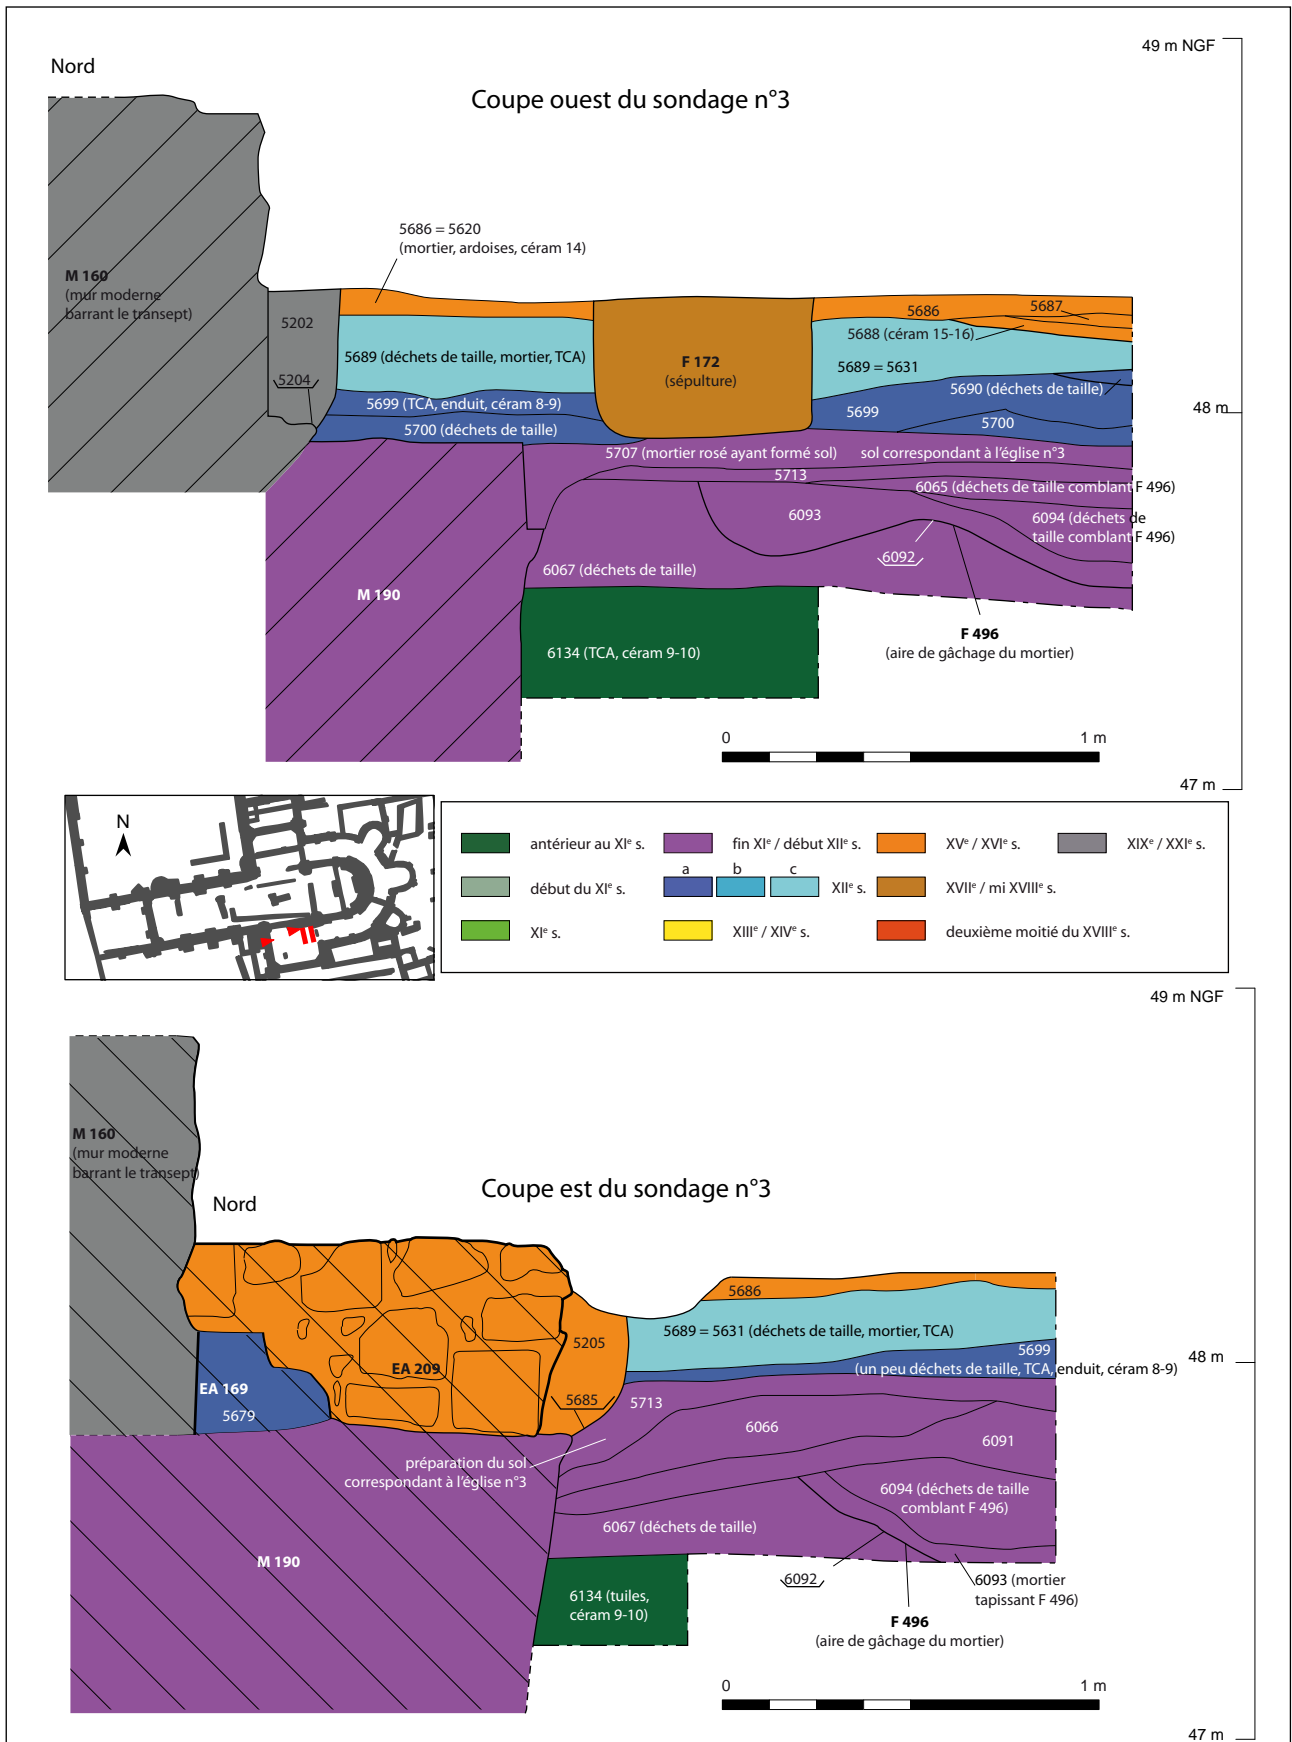 49 m NGF
Nord
Coupe ouest du sondage n°3
5686 = 5620
(mortier, ardoises, céram 14)
M 160
(mur moderne
barrant le transept)
5202
5204
5689 (déchets de taille, mortier, TCA)
F 172
(sépulture)
5686
5687
5688 (céram 15-16)
5689 = 5631
5690 (déchets de taille)
5699 (TCA, enduit, céram 8-9)
5699
48 m
5700 (déchets de taille)
5700
5707 (mortier rosé ayant formé sol)
sol correspondant à l'église n°3
5713
6065 (déchets de taille comblant F 496)
6093
6094 (déchets de
taille comblant F 496)
6092
6067 (déchets de taille)
M 190
F 496
(aire de gâchage du mortier)
6134 (TCA, céram 9-10)
0
1 m
47 m
N
antérieur au XIe s.
fin XIe / début XIIe s.
XVe / XVIe s.
XIXe / XXIe s.
a
b
c
début du XIe s.
XIIe s.
XVIIe / mi XVIIIe s.
XIe s.
XIIIe / XIVe s.
deuxième moitié du XVIIIe s.
49 m NGF
M 160
(mur moderne
barrant le transept)
Coupe est du sondage n°3
Nord
5686
5205
5689 = 5631 (déchets de taille, mortier, TCA)
5699
(un peu déchets de taille, TCA, enduit, céram 8-9)
48 m
EA 209
EA 169
5679
5685
5713
6066
6091
préparation du sol
correspondant à l'église n°3
6094 (déchets de taille
comblant F 496)
6067 (déchets de taille)
M 190
6092
6093 (mortier
tapissant F 496)
6134 (tuiles,
céram 9-10)
F 496
(aire de gâchage du mortier)
0
1 m
47 m